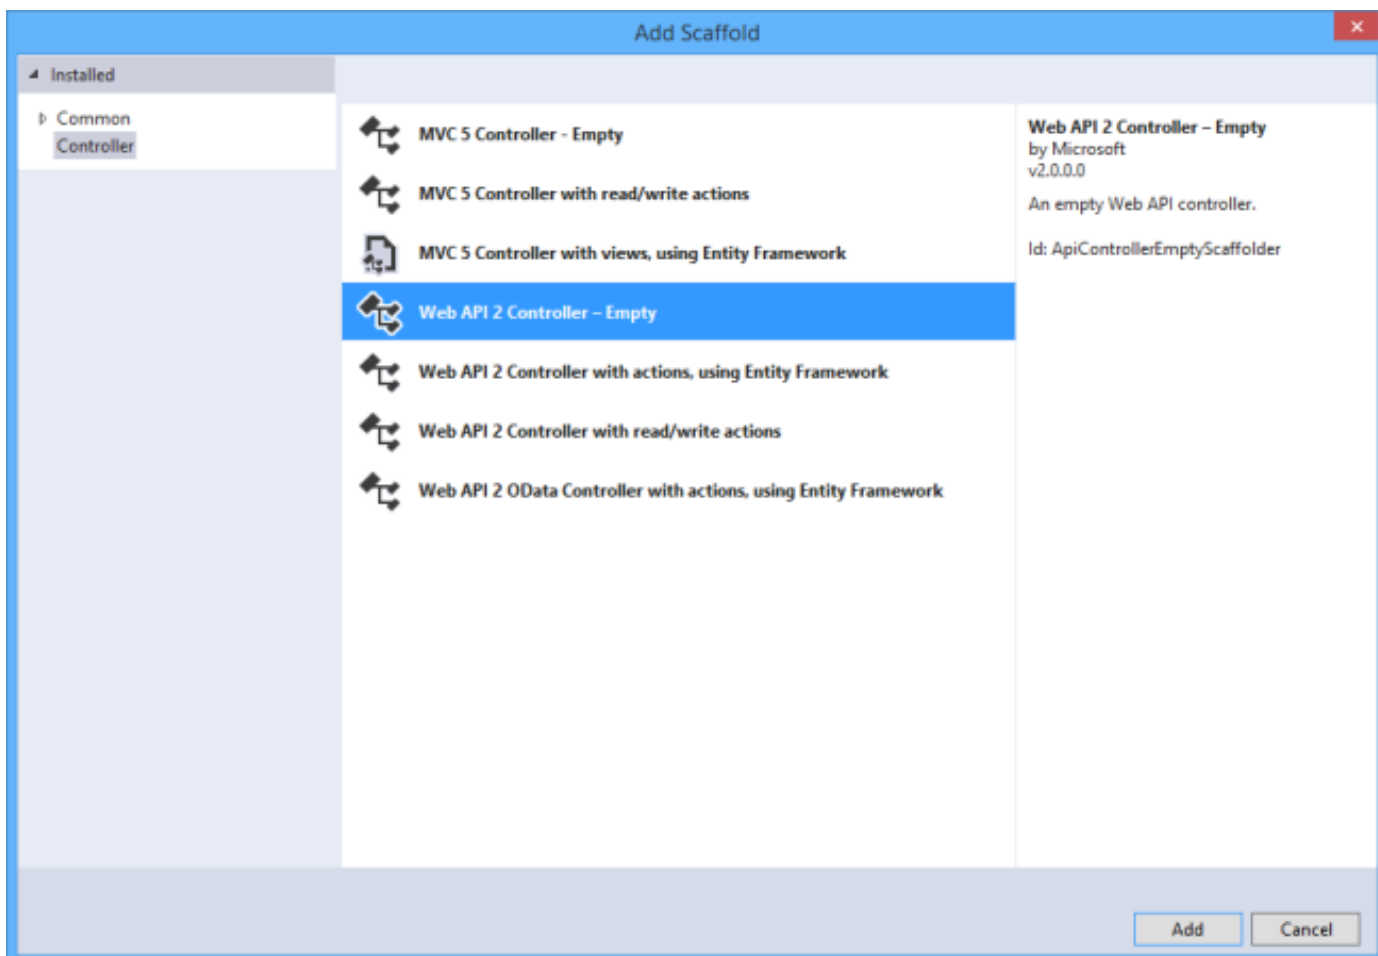 Add Scaffold
Installed
Common
Controller
MVC 5 Controller - Empty
MVC 5 Controller with read/write actions
MVC 5 Controller with views, using Entity Framework
Web API 2 Controller – Empty
Web API 2 Controller with actions, using Entity Framework
Web API 2 Controller with read/write actions
Web API 2 OData Controller with actions, using Entity Framework
Web API 2 Controller – Empty
by Microsoft
v2.0.0.0
An empty Web API controller.
Id: ApiControllerEmptyScaffolder
Add
Cancel